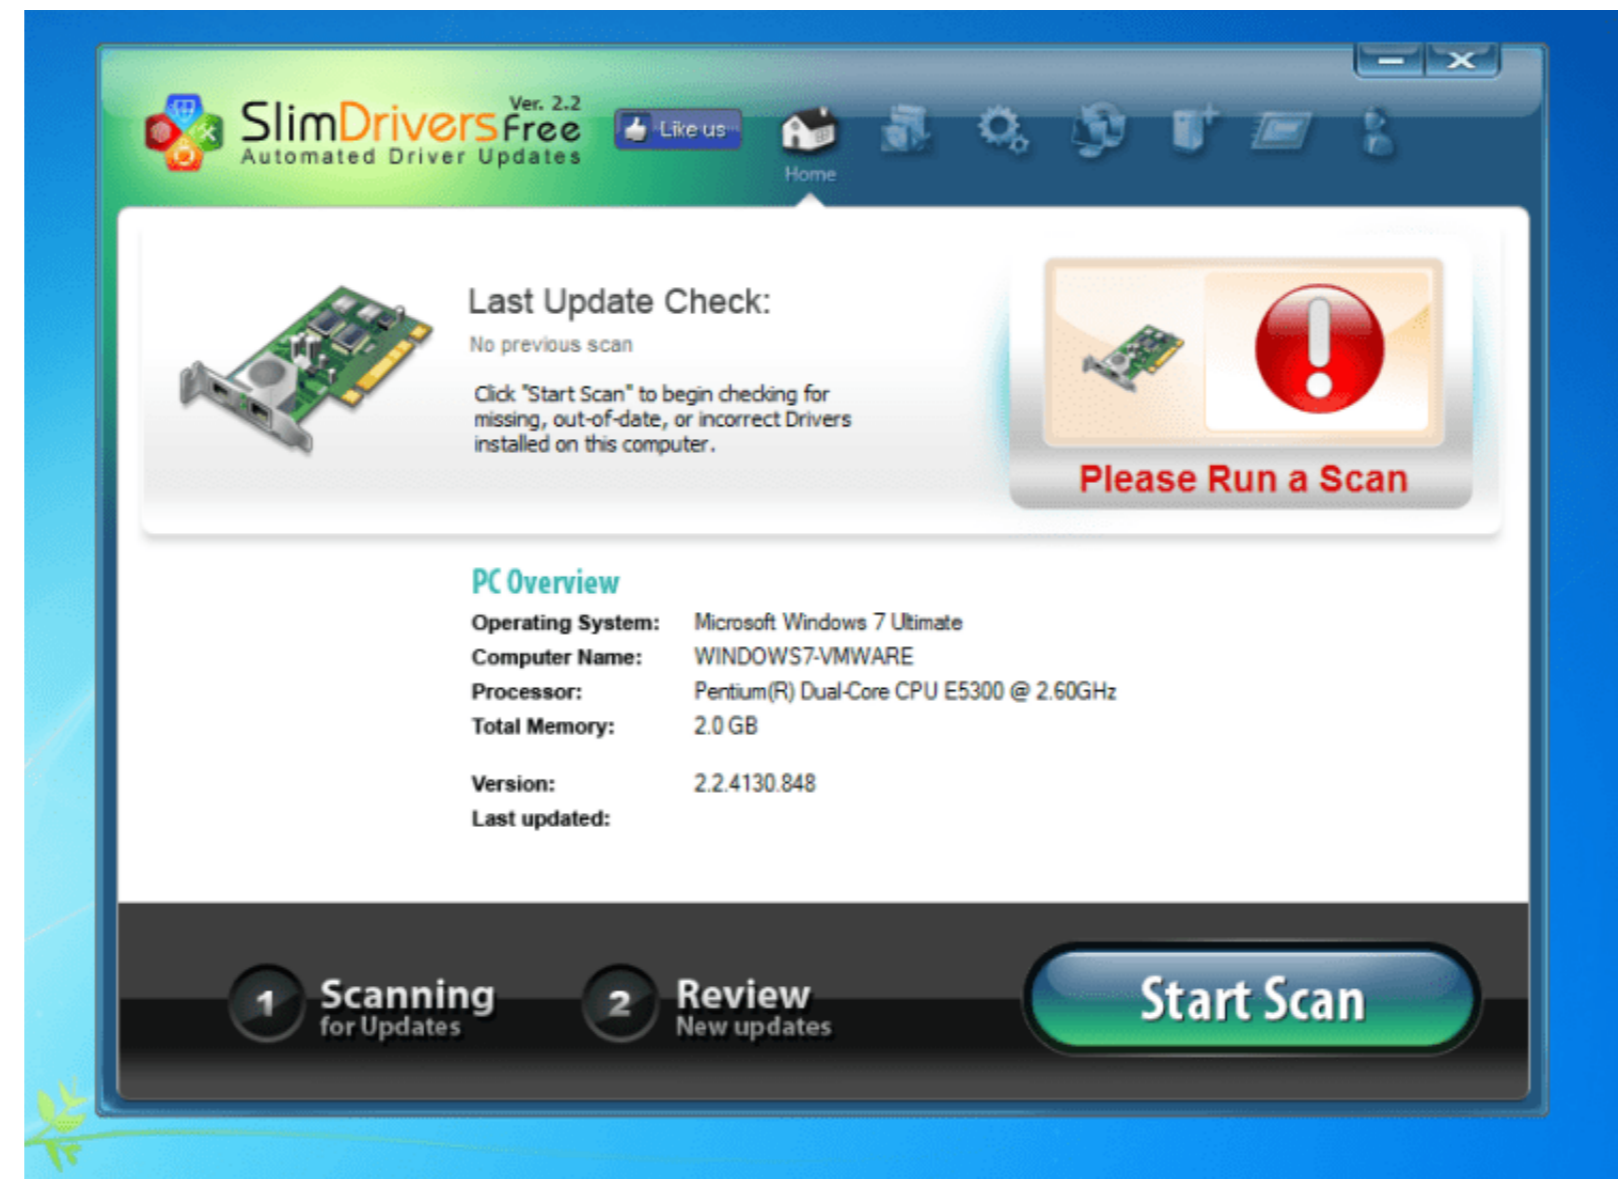 SlimDrivers Free Ver. 2.2
Automated Driver Updates
Like us
Home
Last Update Check:
No previous scan
Click "Start Scan" to begin checking for
missing, out-of-date, or incorrect Drivers
installed on this computer.
Please Run a Scan
PC Overview
Operating System: Microsoft Windows 7 Ultimate
Computer Name: WINDOWS7-VMWARE
Processor: Pentium(R) Dual-Core CPU E5300 @ 2.60GHz
Total Memory: 2.0 GB
Version: 2.2.4130.848
Last updated:
1 Scanning
for Updates
2 Review
New updates
Start Scan